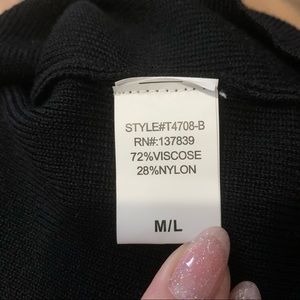 STYLE#T4708-B
RN#:137839
72%VISCOSE
28%NYLON
M/L